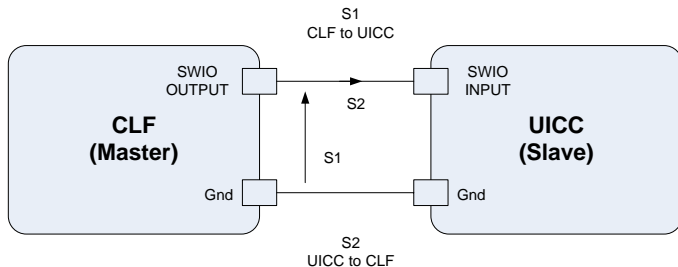 S1
CLF to UICC
SWIO
OUTPUT
SWIO
INPUT
S2
CLF
(Master)
UICC
(Slave)
S1
Gnd
Gnd
S2
UICC to CLF